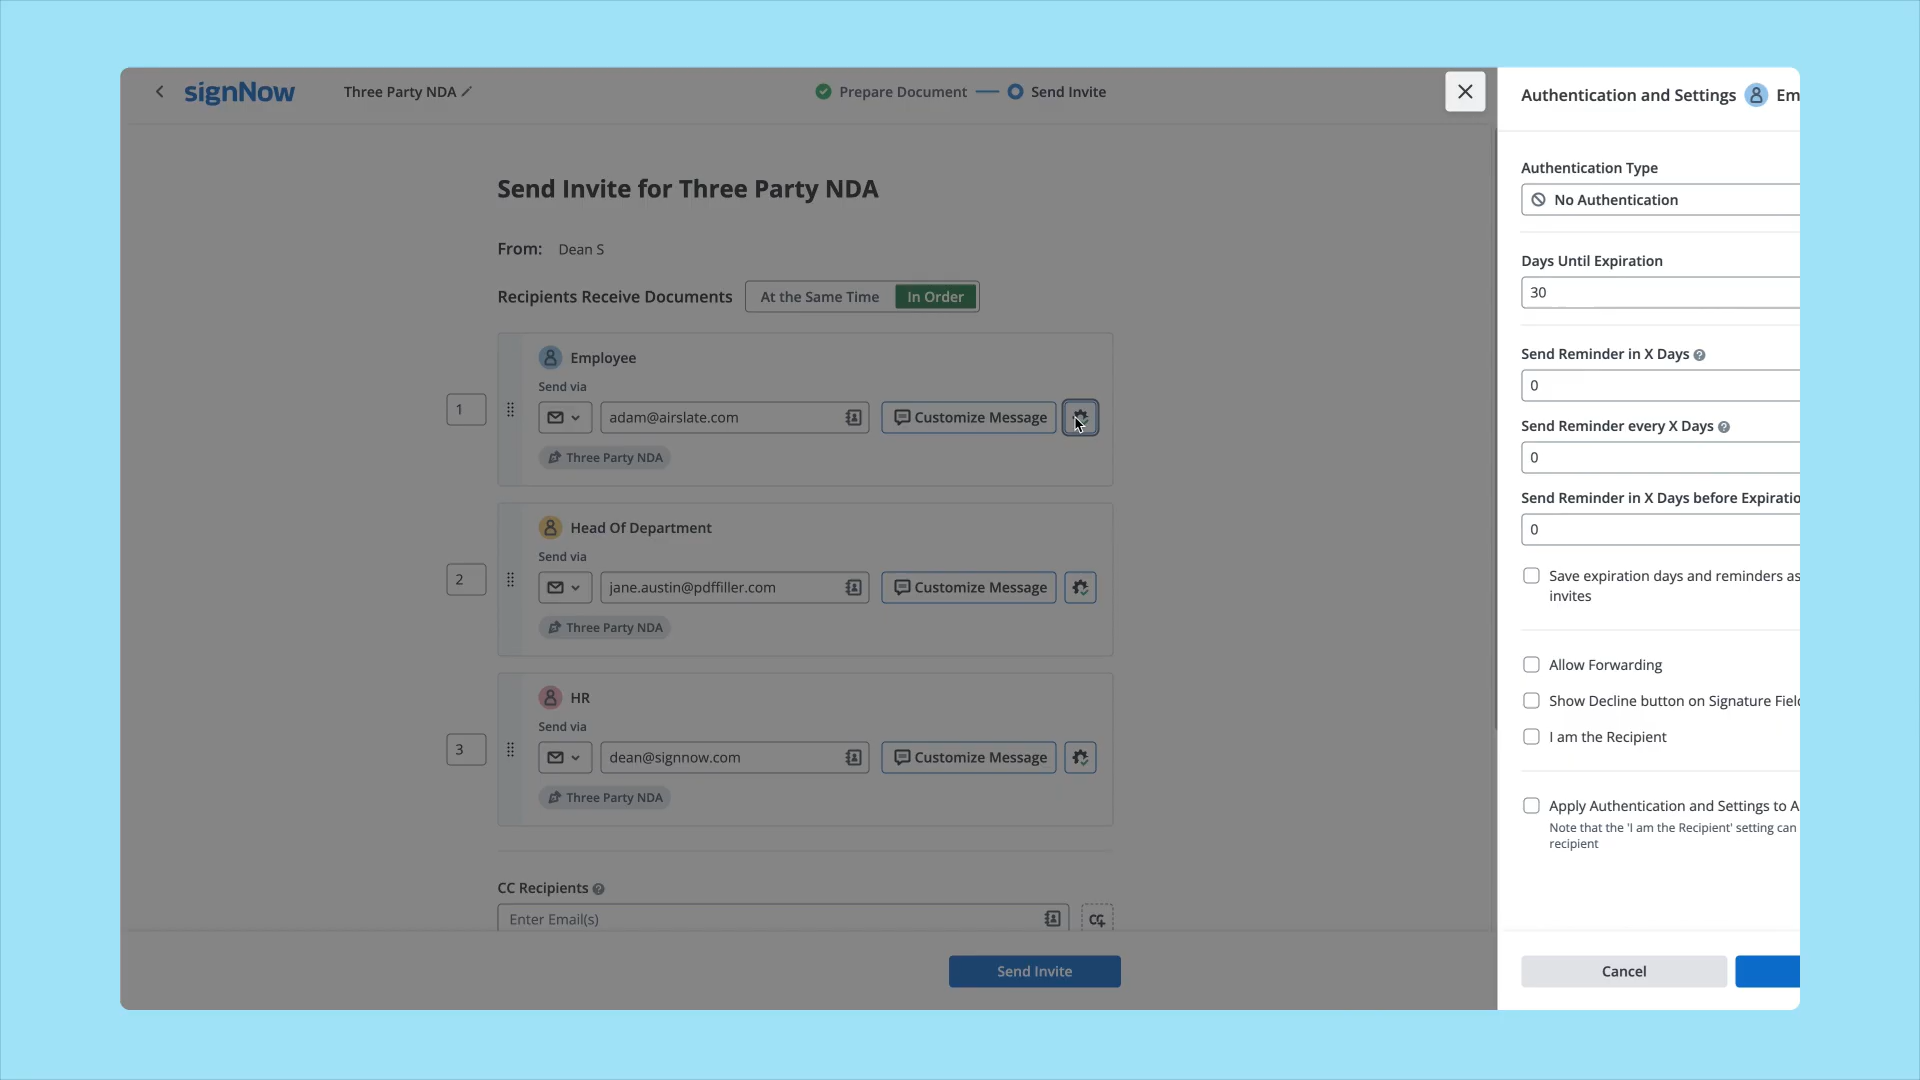 signNow
Three Party NDA
Prepare Document
Send Invite
Send Invite for Three Party NDA
From: Dean S
Recipients Receive Documents
At the Same Time
In Order
1
Employee
Send via
adam@airslate.com
Customize Message
Three Party NDA
2
Head Of Department
Send via
jane.austin@pdffiller.com
Customize Message
Three Party NDA
3
HR
Send via
dean@signnow.com
Customize Message
Three Party NDA
CC Recipients
Enter Email(s)
CC
Send Invite
Authentication and Settings Em
Authentication Type
No Authentication
Days Until Expiration
30
Send Reminder in X Days
0
Send Reminder every X Days
0
Send Reminder in X Days before Expiratio
0
Save expiration days and reminders as
invites
Allow Forwarding
Show Decline button on Signature Field
I am the Recipient
Apply Authentication and Settings to A
Note that the 'I am the Recipient' setting can
recipient
Cancel